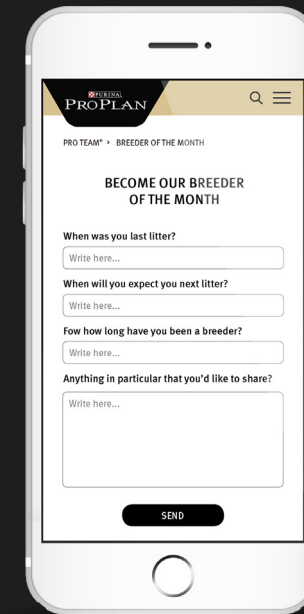 PURINA
PRO PLAN
PRO TEAM® > BREEDER OF THE MONTH
BECOME OUR BREEDER
OF THE MONTH
When was you last litter?
Write here...
When will you expect you next litter?
Write here...
Fow how long have you been a breeder?
Write here...
Anything in particular that you'd like to share?
Write here...
SEND